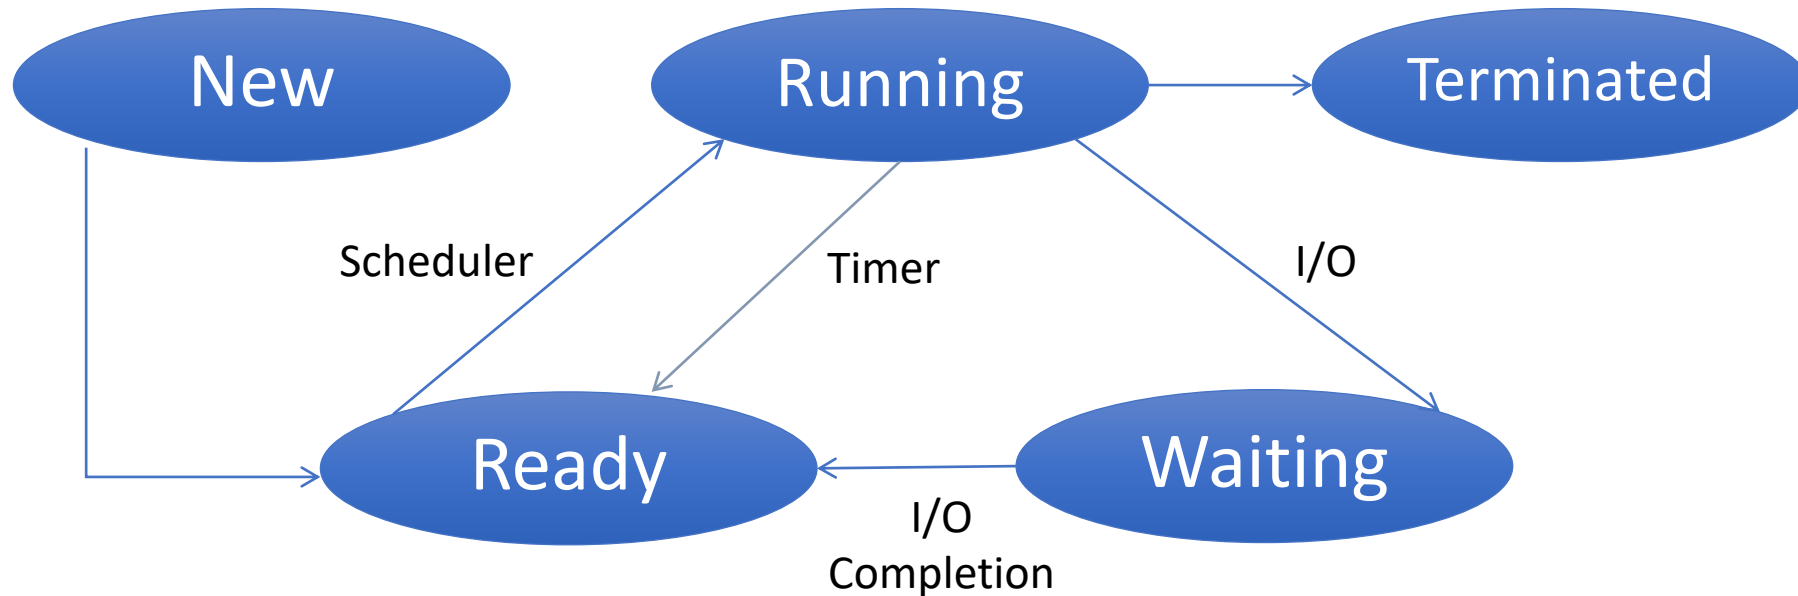 New
Running
Terminated
Scheduler
Timer
I/O
Ready
Waiting
I/O
Completion